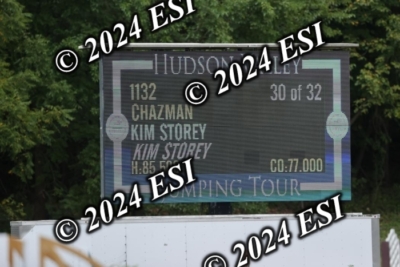 © 2024 ESI
© 2024 ESI
HUDSON VALLEY
1132 30 of 32
CHAZMAN
KIM STOREY
KIM STOREY
CO:77.000
© 2024 ESI
JUMPING TOUR
© 2024 ESI
© 2024 ESI